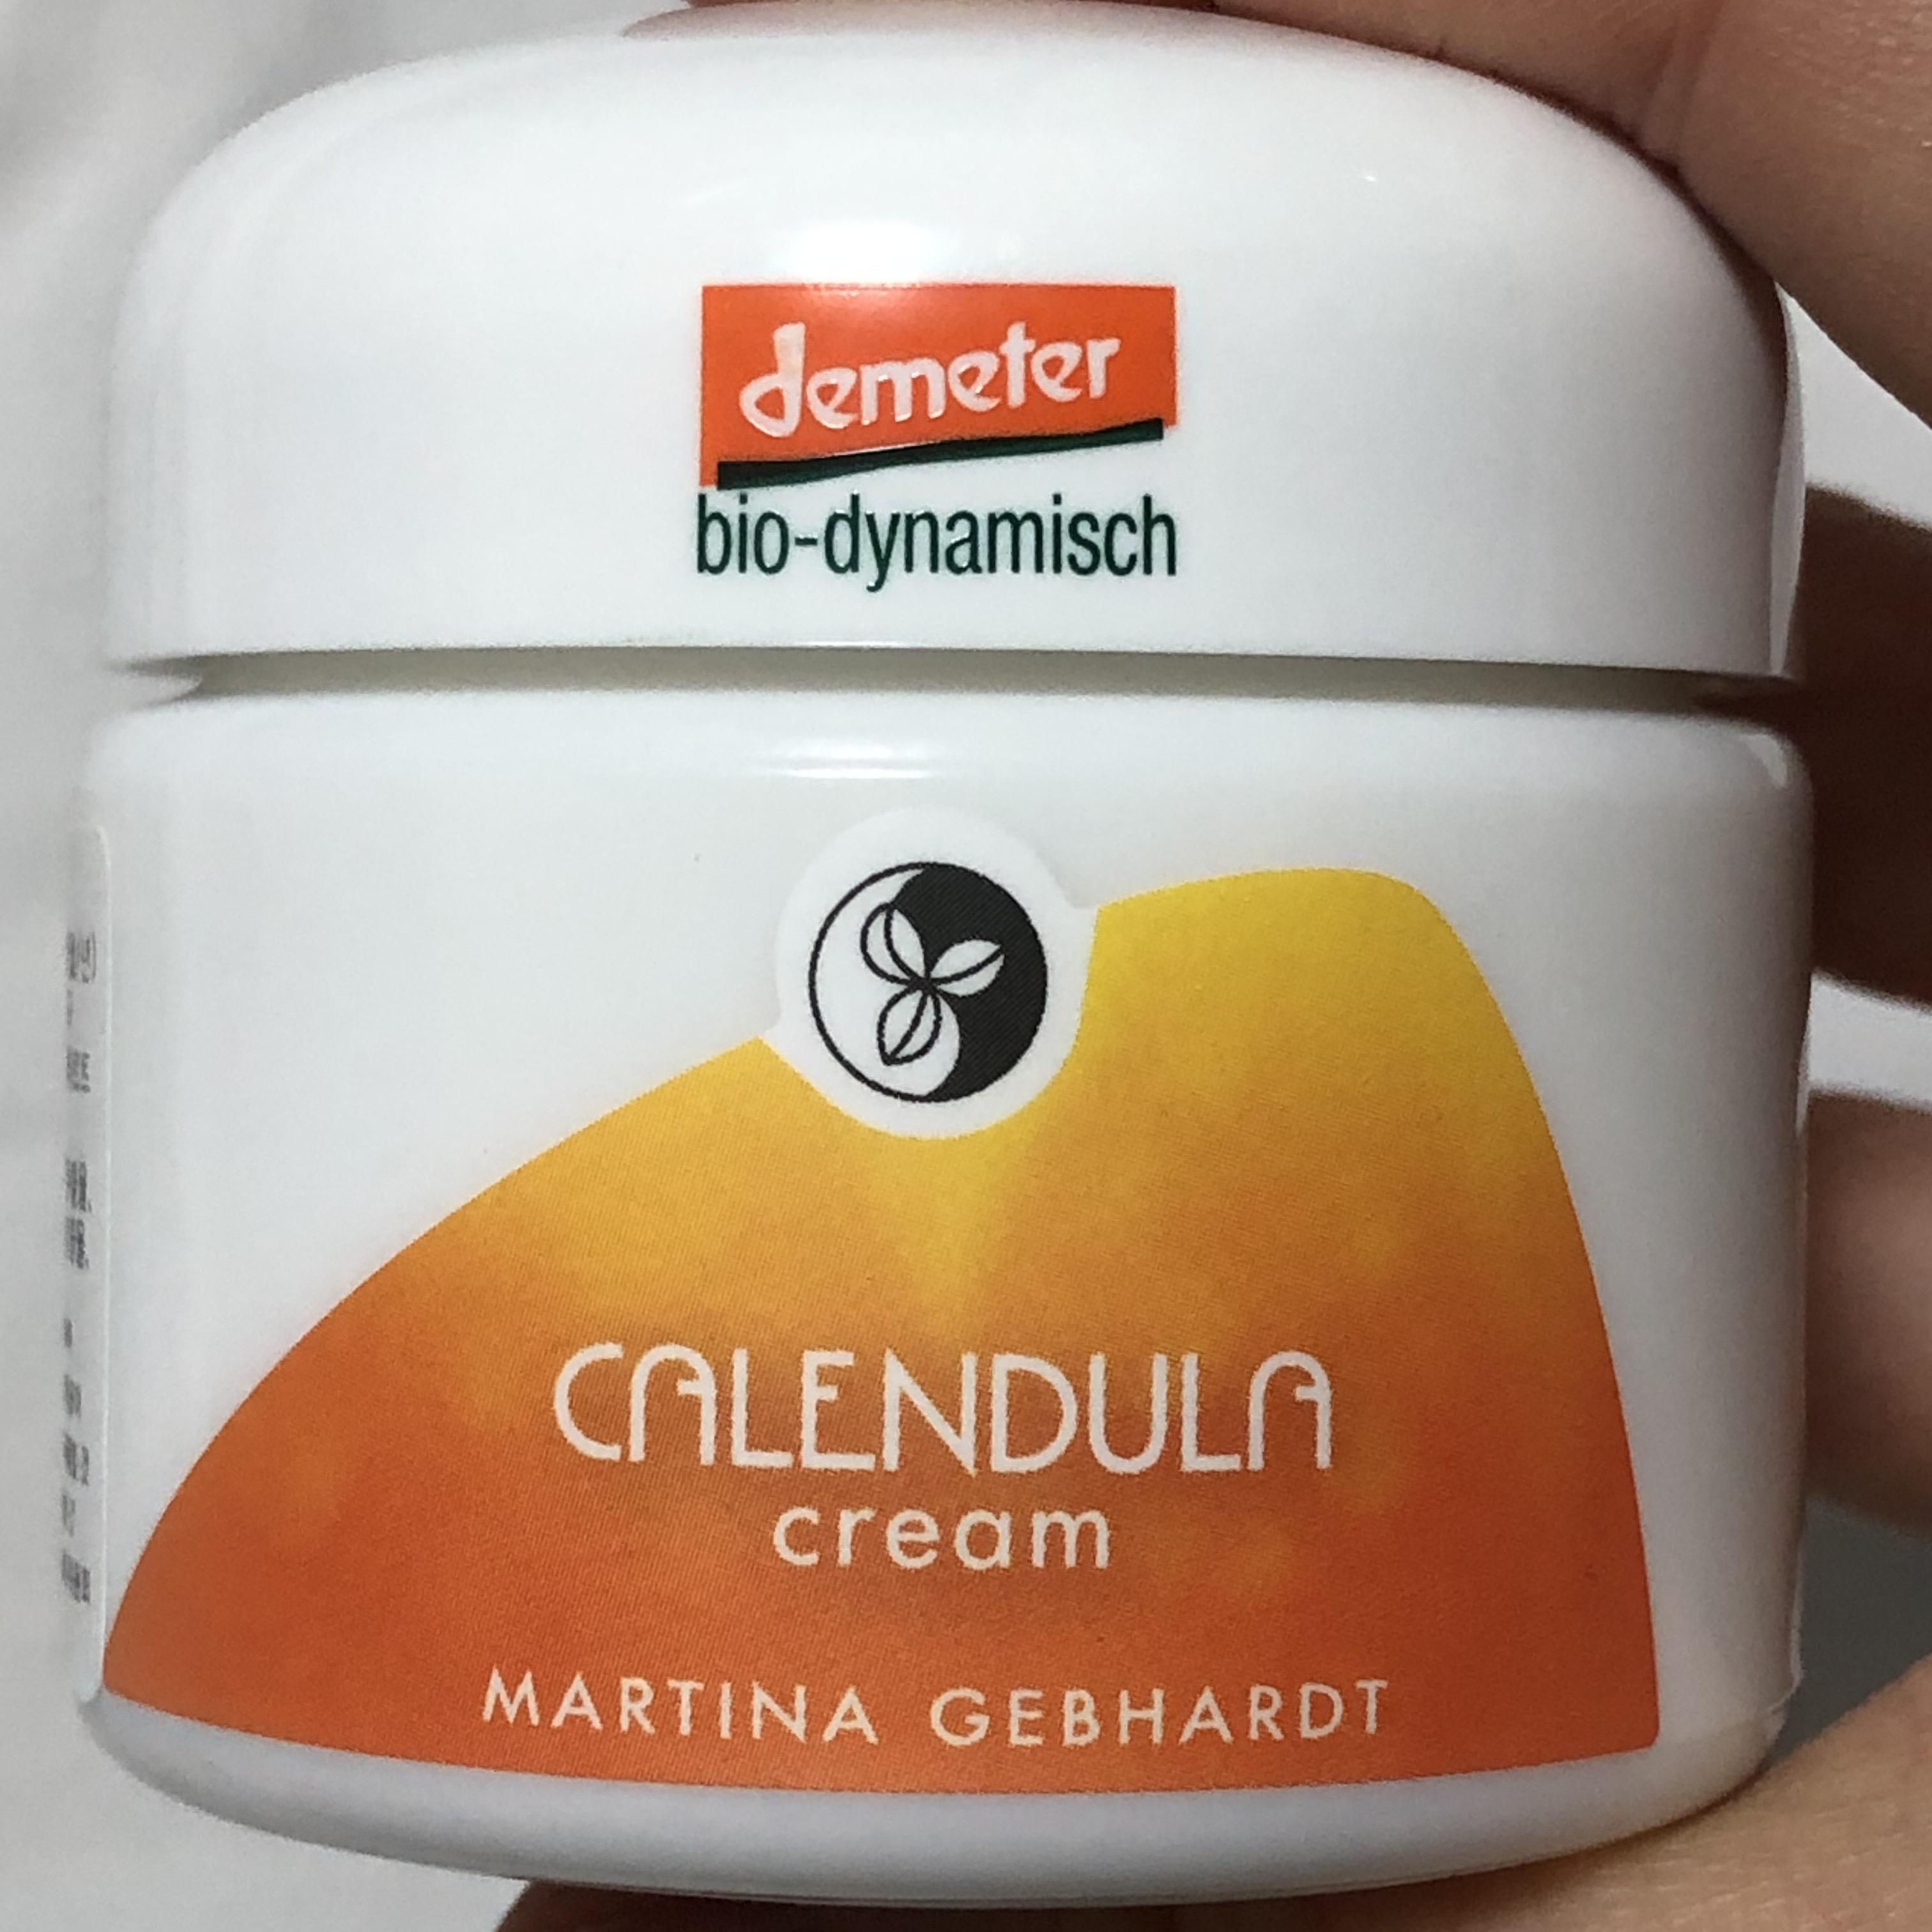 demeter
bio-dynamisch
CALENDULA
cream
MARTINA GEBHARDT